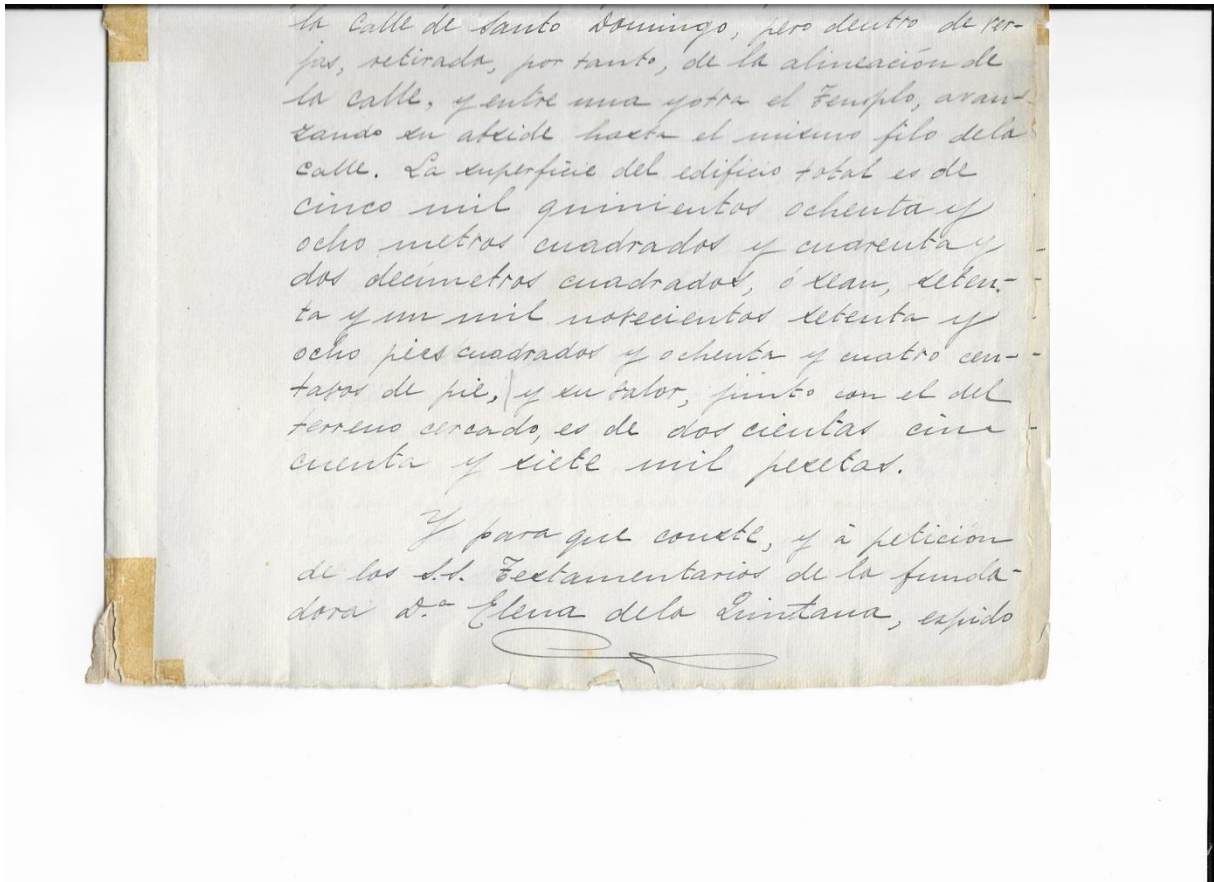 la calle de Santo Domingo, pero dentro de ver-
jas, retirada, por tanto, de la alineación de
la calle, y entre una y otra el Templo, avan-
zando su abside hasta el mismo filo de la
calle. La superficie del edificio total es de
cinco mil quinientos ochenta y
ocho metros cuadrados y cuarenta y
dos decímetros cuadrados, ó sean, seten-
ta y un mil novecientos setenta y
ocho pies cuadrados y ochenta y cuatro cen-
tavos de pie, y su valor, junto con el del
terreno cercado, es de dos cientas cin-
cuenta y siete mil pesetas.
Y para que conste, y à petición
de los S.S. Testamentarios de la funda-
dora D.ª Elena de la Quintana, expido